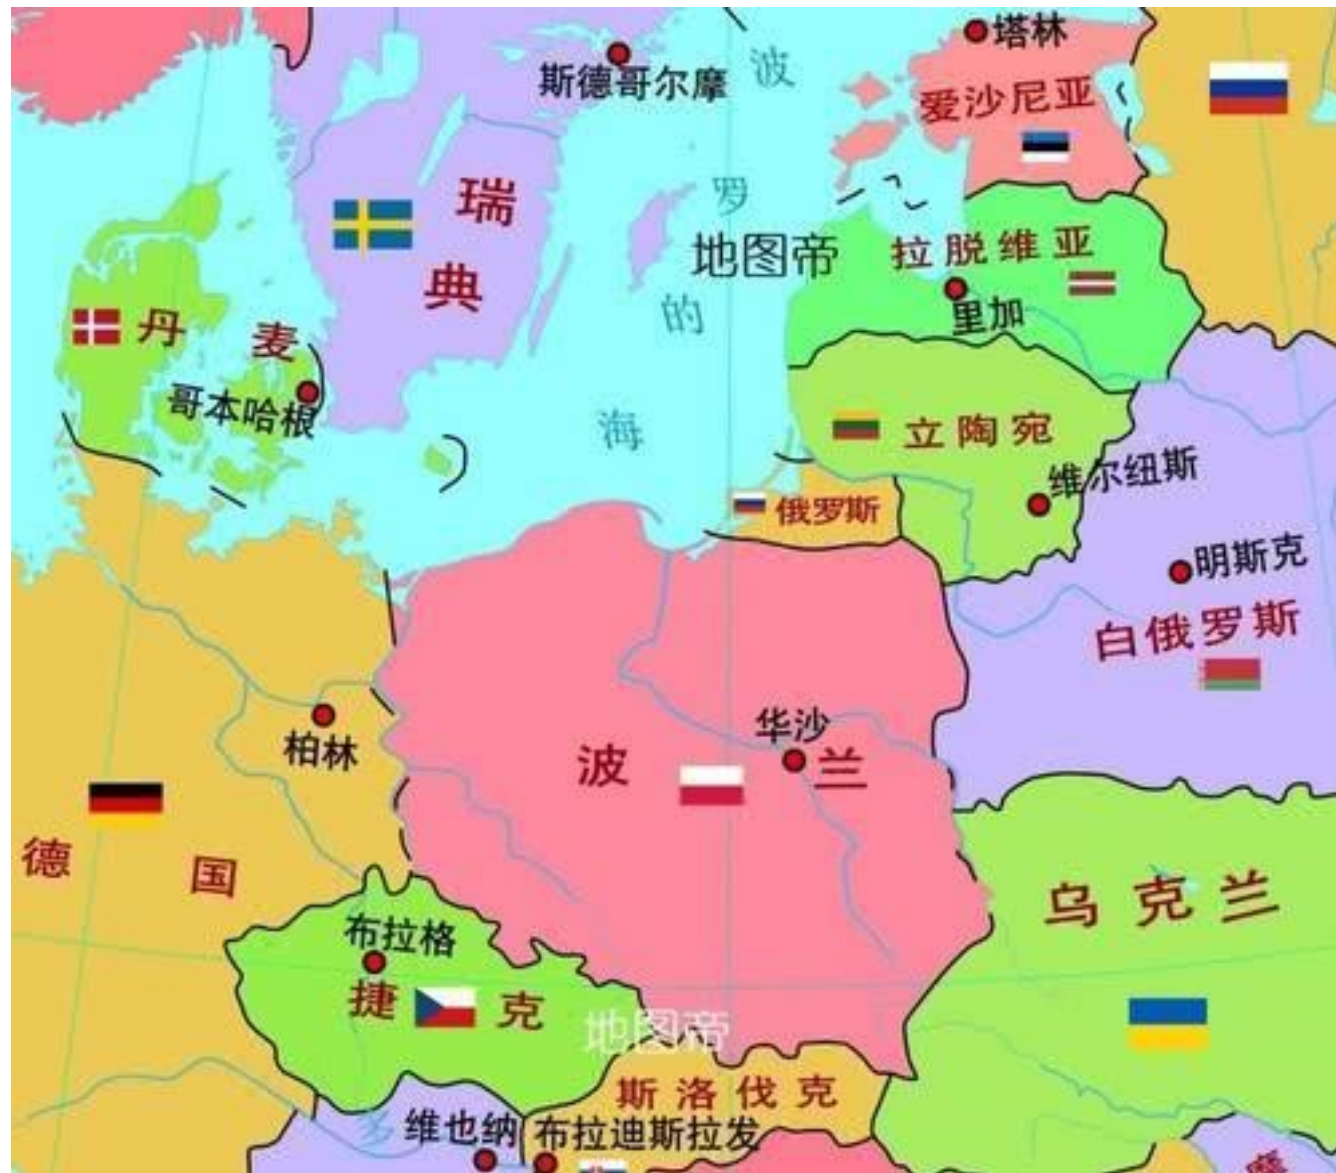 塔林
波
斯德哥尔摩
爱沙尼亚
瑞
罗
拉脱维亚
地图帝
典
里加
的
丹麦
哥本哈根
海
立陶宛
维尔纽斯
俄罗斯
明斯克
白俄罗斯
华沙
柏林
波兰
德国
乌克兰
布拉格
捷克
地图帝
斯洛伐克
多
维也纳
布拉迪斯拉发